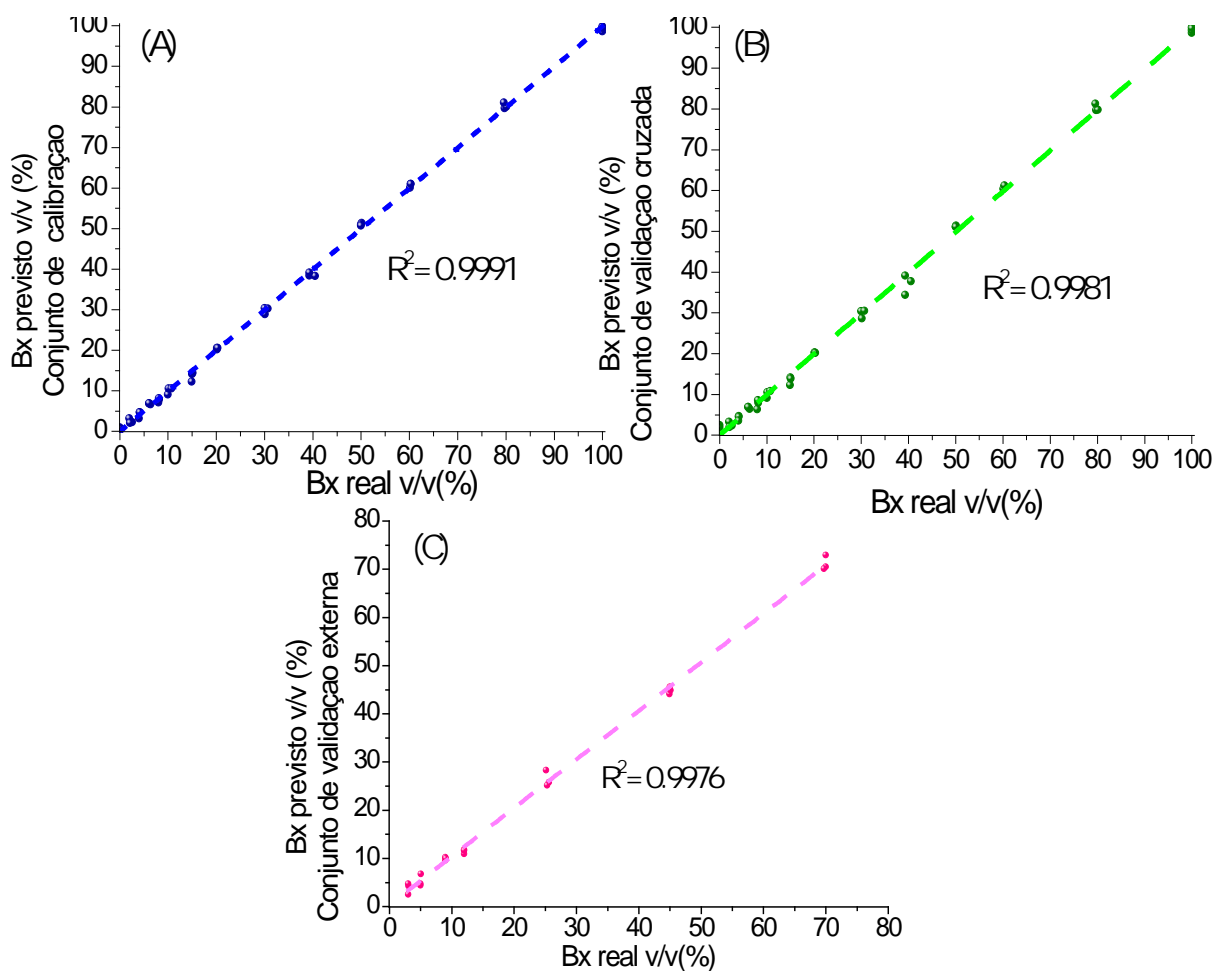 (A)
Bx previsto v/v (%)
Conjunto de calibraçao
100
90
80
70
60
50
40
30
20
10
0
R²= 0.9991
0 10 20 30 40 50 60 70 80 90 100
Bx real v/v(%)
(B)
Bx previsto v/v (%)
Conjunto de validaçao cruzada
100
90
80
70
60
50
40
30
20
10
0
R²= 0.9981
0 10 20 30 40 50 60 70 80 90 100
Bx real v/v(%)
(C)
Bx previsto v/v (%)
Conjunto de validaçao externa
80
70
60
50
40
30
20
10
0
R²= 0.9976
0 10 20 30 40 50 60 70 80
Bx real v/v(%)